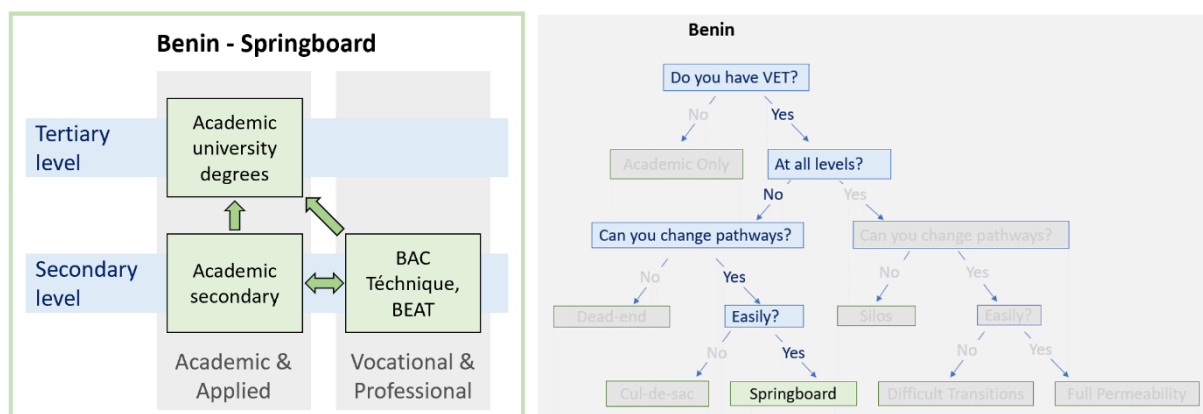 Benin - Springboard
Tertiary
level
Academic
university
degrees
Secondary
level
Academic
secondary
BAC
Téchnique,
BEAT
Academic &
Applied
Vocational &
Professional
Benin
Do you have VET?
No
Yes
Academic Only
At all levels?
No
Yes
Can you change pathways?
Can you change pathways?
No
Yes
No
Yes
Dead-end
Easily?
Silos
Easily?
No
Yes
No
Yes
Cul-de-sac
Springboard
Difficult Transitions
Full Permeability